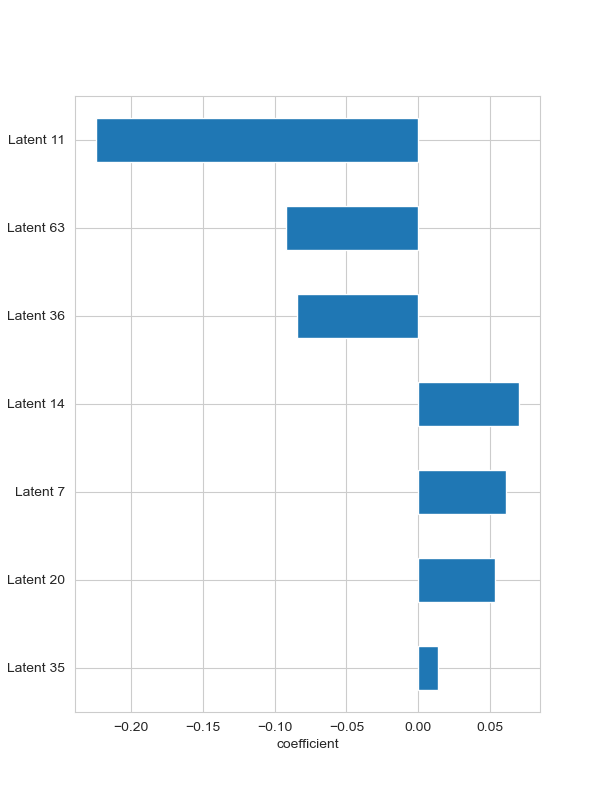 Latent 11
Latent 63
Latent 36
Latent 14
Latent 7
Latent 20
Latent 35
−0.20 −0.15 −0.10 −0.05 0.00 0.05
coefficient